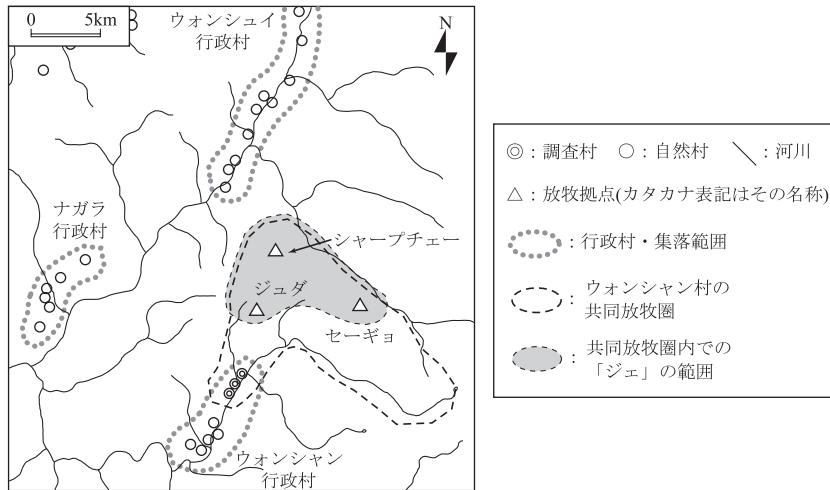 0 5km
ウォンシュイ
行政村
N
ナガラ
行政村
シャープチェー
ジュダ
セーギョ
ウォンシャン
行政村
◎：調査村 ○：自然村 ＼：河川
△：放牧拠点(カタカナ表記はその名称)
：行政村・集落範囲
：ウォンシャン村の
共同放牧圏
：共同放牧圏内での
「ジェ」の範囲